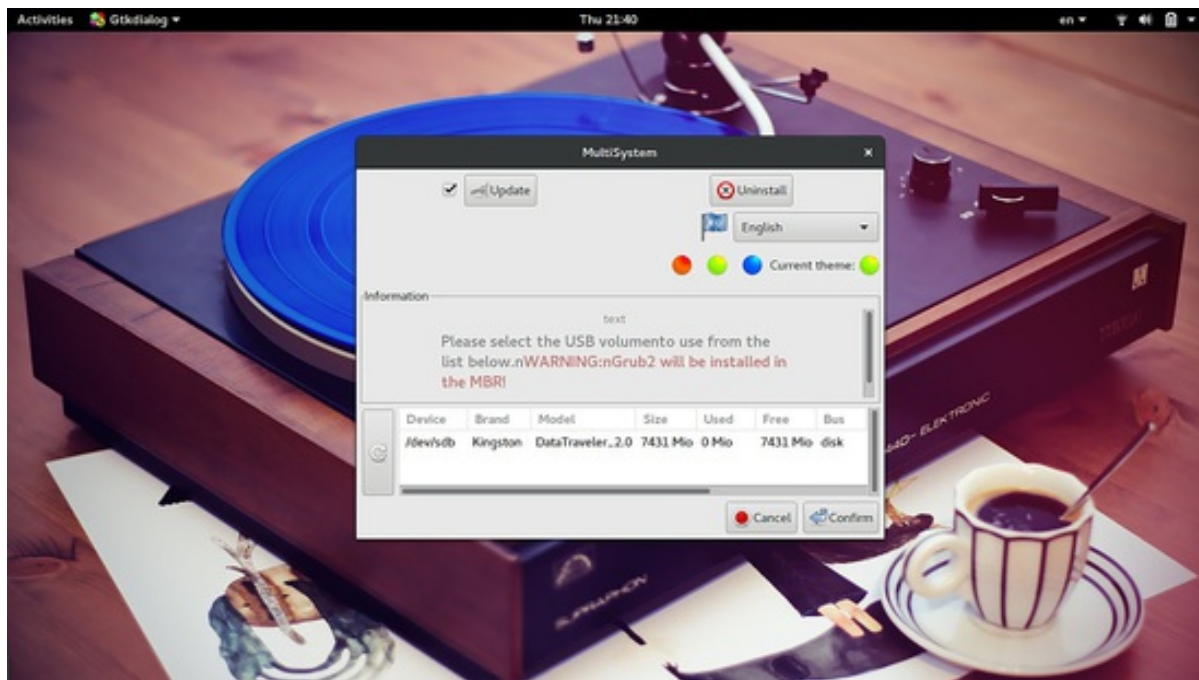 Activities Gtkdialog Thu 21:40 en
MultiSystem
Update Uninstall
English
Current theme:
Information
text
Please select the USB volumento use from the
list below.nWARNING:nGrub2 will be installed in
the MBR!
Device Brand Model Size Used Free Bus
/dev/sdb Kingston DataTraveler_2.0 7431 Mio 0 Mio 7431 Mio disk
Cancel Confirm
ELEKTRONIC
SUPRAPHON